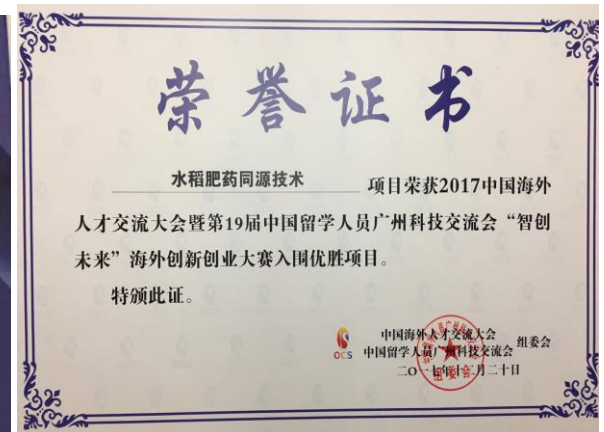 荣誉证书
水稻肥药同源技术 项目荣获2017中国海外
人才交流大会暨第19届中国留学人员广州科技交流会“智创
未来”海外创新创业大赛入围优胜项目。
特颁此证。
中国海外人才交流大会
中国留学人员广州科技交流会 组委会
OCS
二〇一七年十二月二十日
组委会